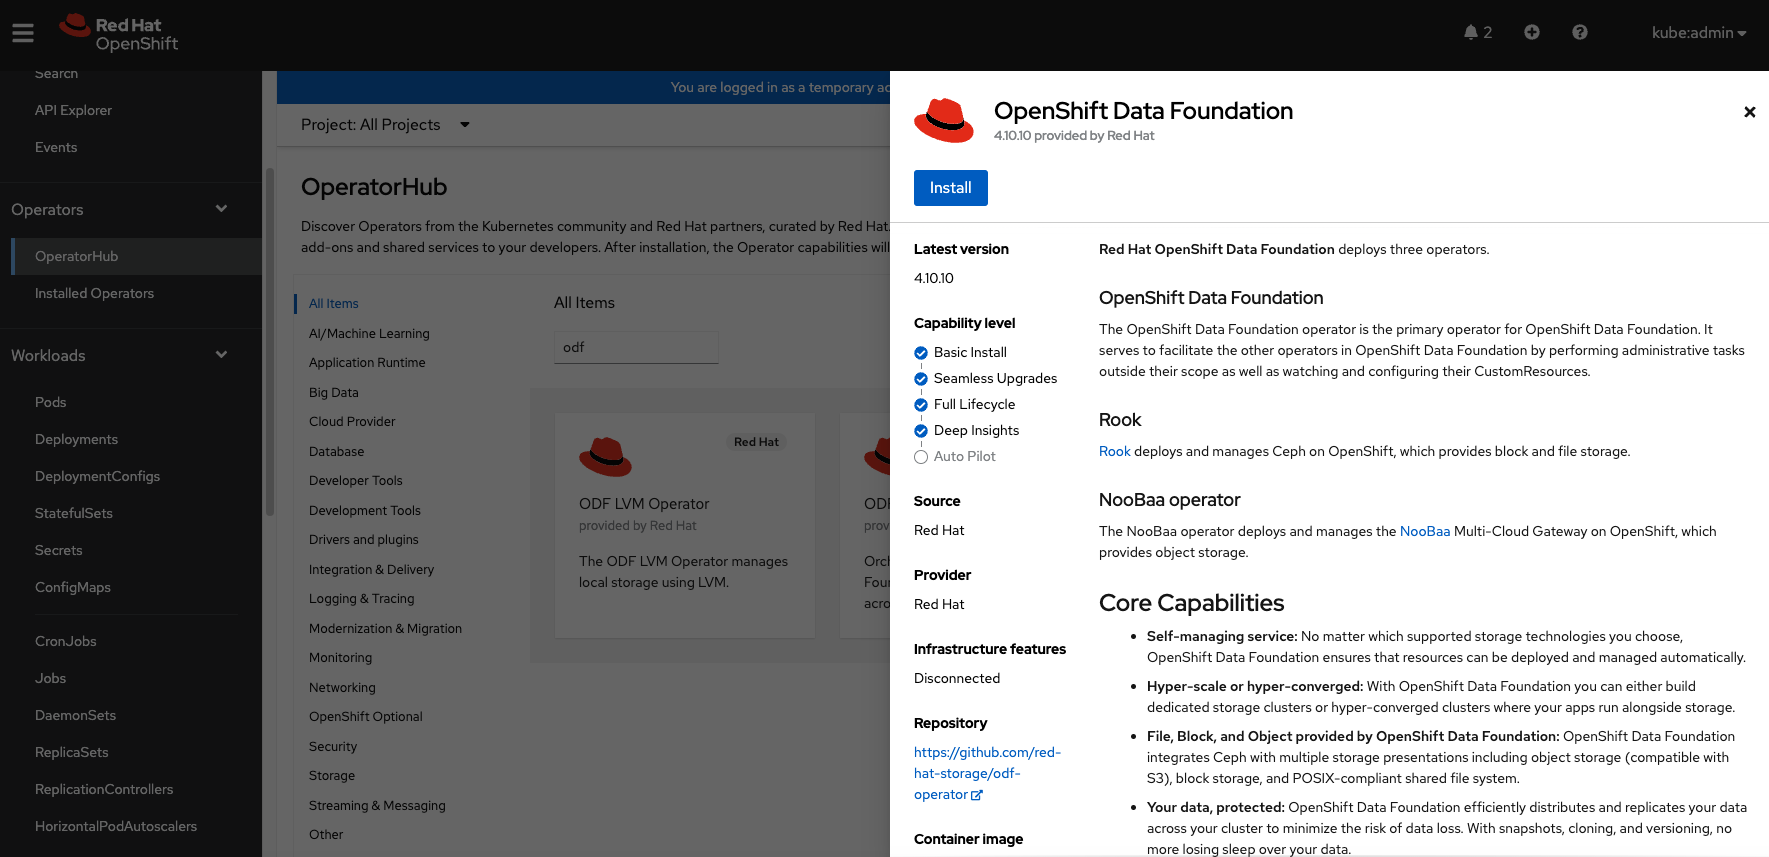 Red Hat
OpenShift
2
kube:admin
Search
API Explorer
Events
Operators
OperatorHub
Installed Operators
Workloads
Pods
Deployments
DeploymentConfigs
StatefulSets
Secrets
ConfigMaps
CronJobs
Jobs
DaemonSets
ReplicaSets
ReplicationControllers
HorizontalPodAutoscalers
You are logged in as a temporary
Project: All Projects
OperatorHub
Discover Operators from the Kubernetes community and Red Hat partners, curated by Red Hat.
add-ons and shared services to your developers. After installation, the Operator capabilities will
All Items
AI/Machine Learning
Application Runtime
Big Data
Cloud Provider
Database
Developer Tools
Development Tools
Drivers and plugins
Integration & Delivery
Logging & Tracing
Modernization & Migration
Monitoring
Networking
OpenShift Optional
Security
Storage
Streaming & Messaging
Other
All Items
odf
Red Hat
ODF LVM Operator
provided by Red Hat
The ODF LVM Operator manages
local storage using LVM.
OpenShift Data Foundation
4.10.10 provided by Red Hat
Install
Latest version
4.10.10
Capability level
Basic Install
Seamless Upgrades
Full Lifecycle
Deep Insights
Auto Pilot
Source
Red Hat
Provider
Red Hat
Infrastructure features
Disconnected
Repository
https://github.com/red-
hat-storage/odf-
operator
Container image
Red Hat OpenShift Data Foundation deploys three operators.
OpenShift Data Foundation
The OpenShift Data Foundation operator is the primary operator for OpenShift Data Foundation. It
serves to facilitate the other operators in OpenShift Data Foundation by performing administrative tasks
outside their scope as well as watching and configuring their CustomResources.
Rook
Rook deploys and manages Ceph on OpenShift, which provides block and file storage.
NooBaa operator
The NooBaa operator deploys and manages the NooBaa Multi-Cloud Gateway on OpenShift, which
provides object storage.
Core Capabilities
• Self-managing service: No matter which supported storage technologies you choose,
OpenShift Data Foundation ensures that resources can be deployed and managed automatically.
• Hyper-scale or hyper-converged: With OpenShift Data Foundation you can either build
dedicated storage clusters or hyper-converged clusters where your apps run alongside storage.
• File, Block, and Object provided by OpenShift Data Foundation: OpenShift Data Foundation
integrates Ceph with multiple storage presentations including object storage (compatible with
S3), block storage, and POSIX-compliant shared file system.
• Your data, protected: OpenShift Data Foundation efficiently distributes and replicates your data
across your cluster to minimize the risk of data loss. With snapshots, cloning, and versioning, no
more losing sleep over your data.